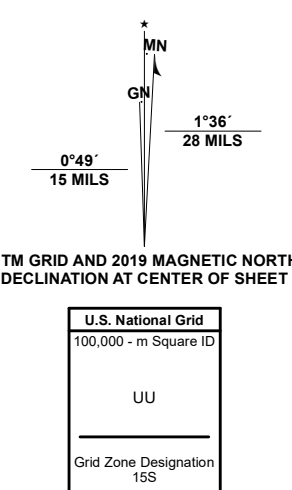 MN
GN
1°36´
28 MILS
0°49´
15 MILS
TM GRID AND 2019 MAGNETIC NORTH
DECLINATION AT CENTER OF SHEET
U.S. National Grid
100,000 - m Square ID
UU
Grid Zone Designation
15S